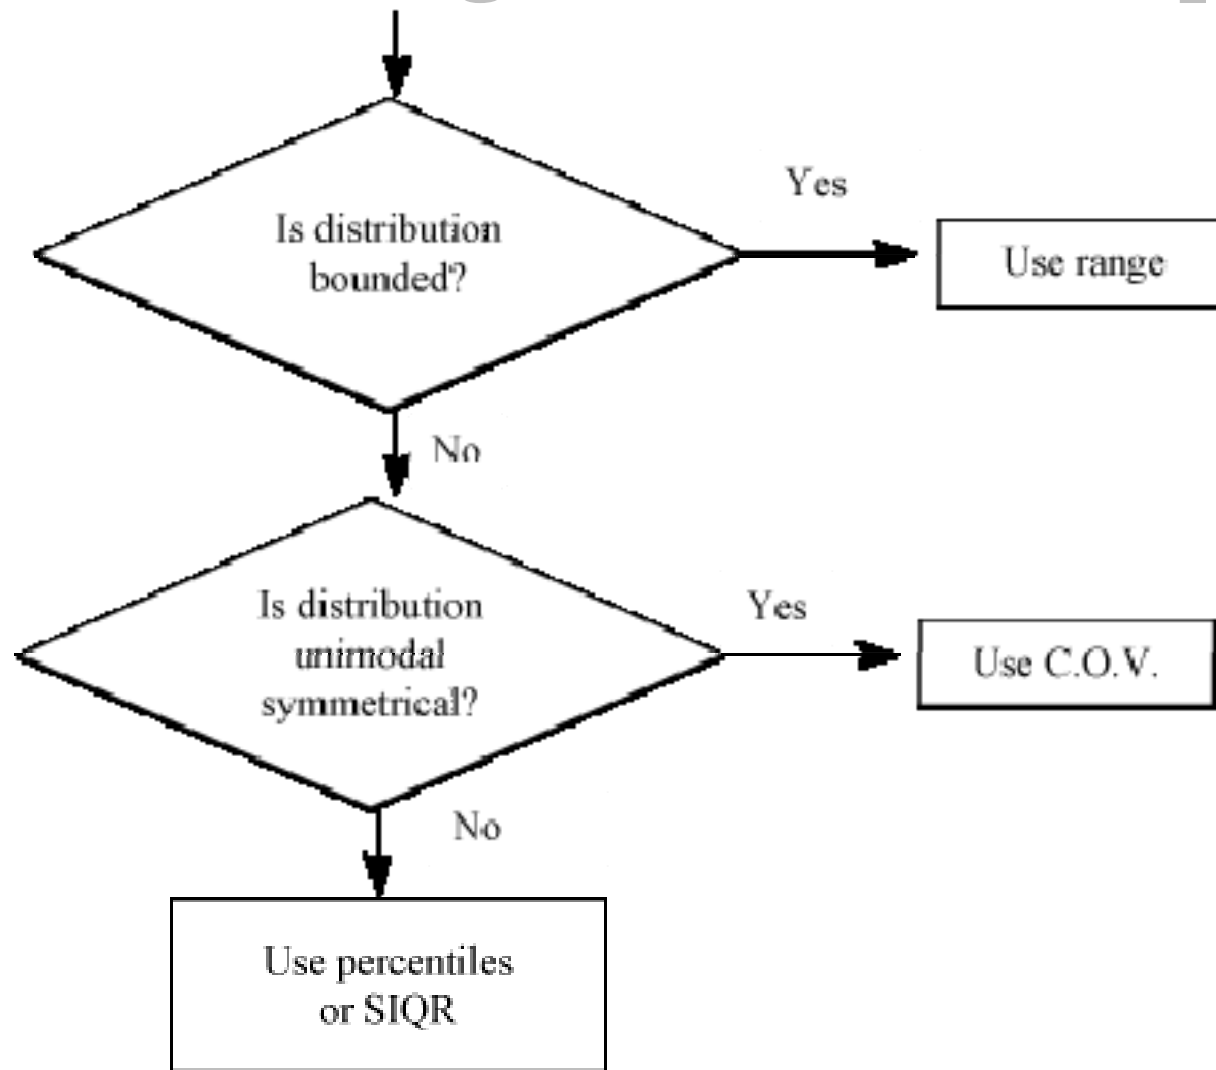 Is distribution
bounded?
Yes
Use range
No
Is distribution
unimodal
symmetrical?
Yes
Use C.O.V.
No
Use percentiles
or SIQR